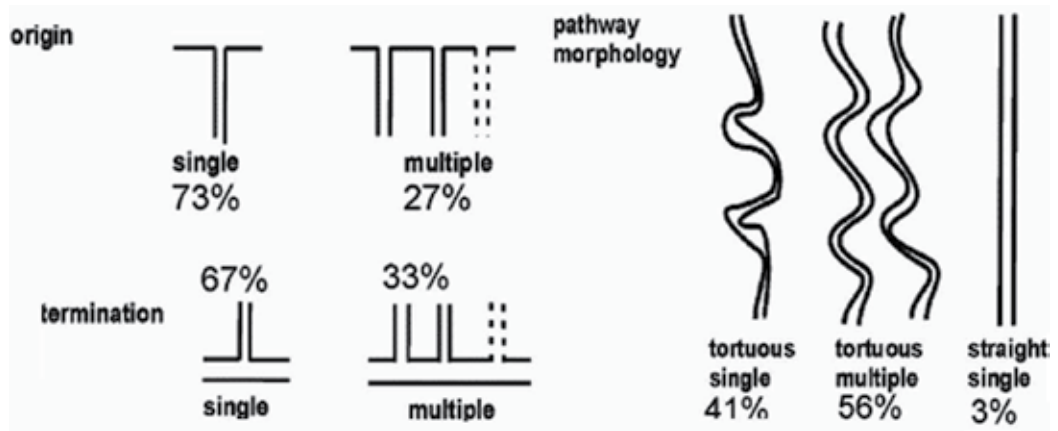 origin
single
73%
multiple
27%
termination
67%
single
33%
multiple
pathway
morphology
tortuous
single
41%
tortuous
multiple
56%
straight
single
3%